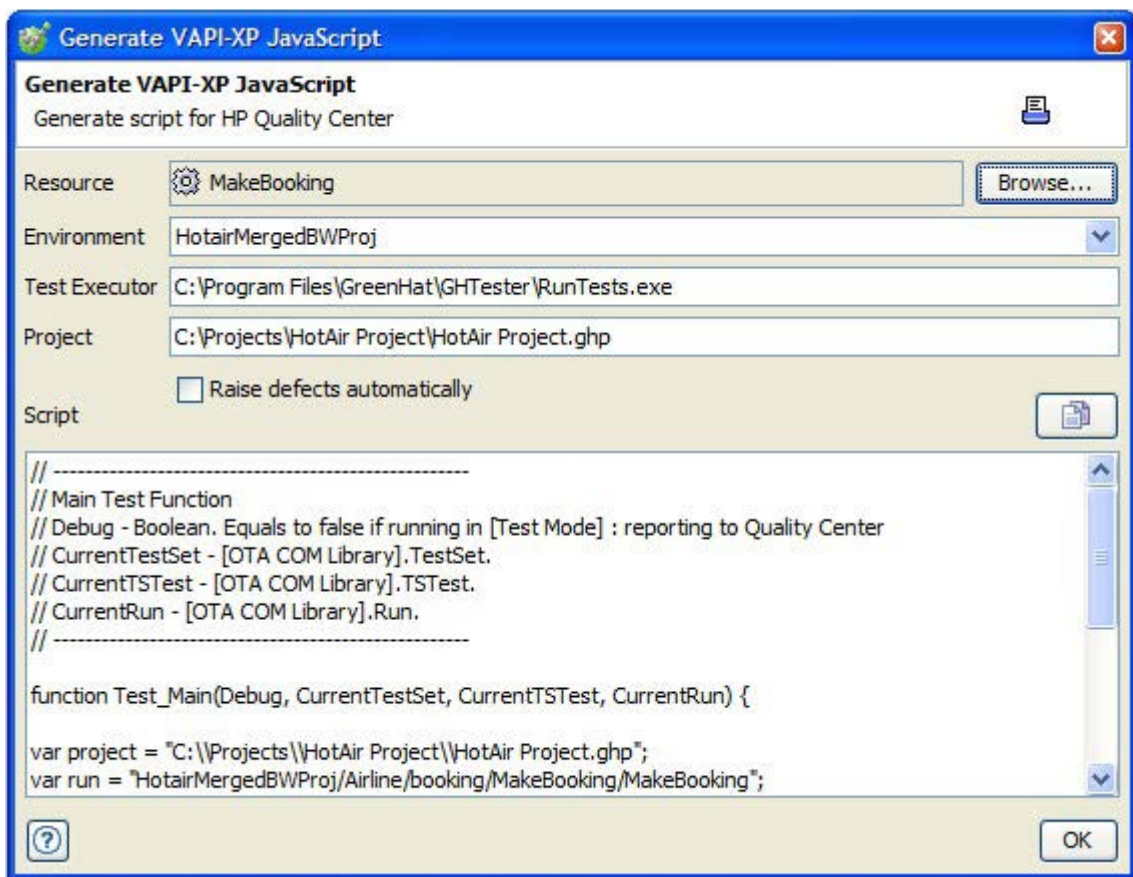 Generate VAPI-XP JavaScript
Generate VAPI-XP JavaScript
Generate script for HP Quality Center
Resource MakeBooking Browse...
Environment HotairMergedBWProj
Test Executor C:\Program Files\GreenHat\GHTester\RunTests.exe
Project C:\Projects\HotAir Project\HotAir Project.ghp
Raise defects automatically
Script
// ----------------------------------------------------
// Main Test Function
// Debug - Boolean. Equals to false if running in [Test Mode] : reporting to Quality Center
// CurrentTestSet - [OTA COM Library].TestSet.
// CurrentTSTest - [OTA COM Library].TSTest.
// CurrentRun - [OTA COM Library].Run.
// ----------------------------------------------------
function Test_Main(Debug, CurrentTestSet, CurrentTSTest, CurrentRun) {
var project = "C:\\Projects\\HotAir Project\\HotAir Project.ghp";
var run = "HotairMergedBWProj/Airline/booking/MakeBooking/MakeBooking";
? OK